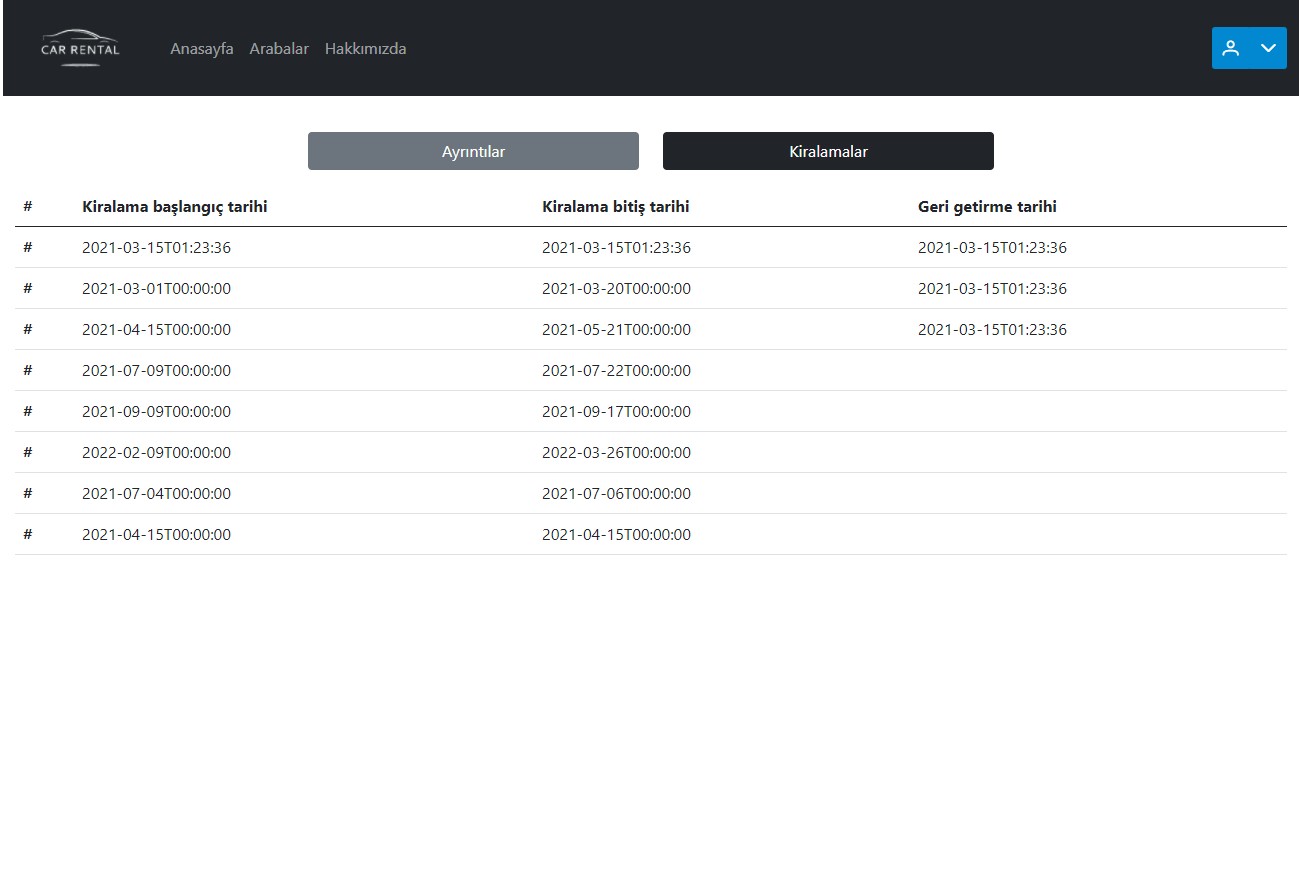 CAR RENTAL Anasayfa Arabalar Hakkımızda
Ayrıntılar Kiralamalar
# Kiralama başlangıç tarihi Kiralama bitiş tarihi Geri getirme tarihi
# 2021-03-15T01:23:36 2021-03-15T01:23:36 2021-03-15T01:23:36
# 2021-03-01T00:00:00 2021-03-20T00:00:00 2021-03-15T01:23:36
# 2021-04-15T00:00:00 2021-05-21T00:00:00 2021-03-15T01:23:36
# 2021-07-09T00:00:00 2021-07-22T00:00:00
# 2021-09-09T00:00:00 2021-09-17T00:00:00
# 2022-02-09T00:00:00 2022-03-26T00:00:00
# 2021-07-04T00:00:00 2021-07-06T00:00:00
# 2021-04-15T00:00:00 2021-04-15T00:00:00